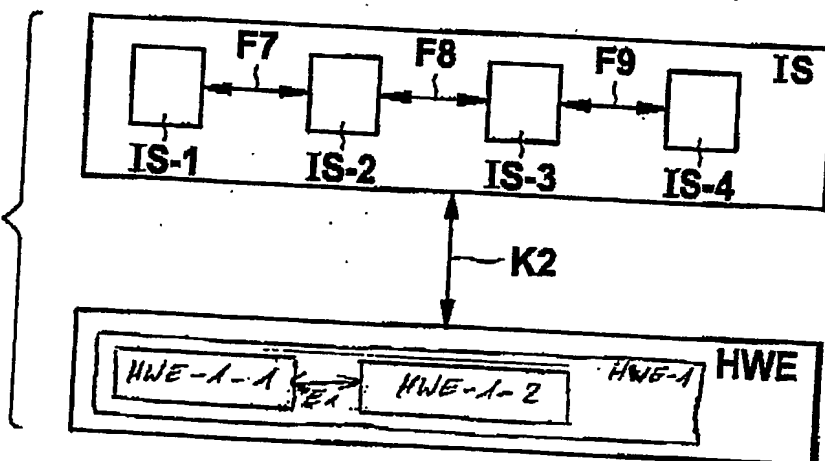 F7 F8 F9 IS
IS-1 IS-2 IS-3 IS-4
K2
HWE
HWE-1-1 E1 HWE-1-2 HWE-1